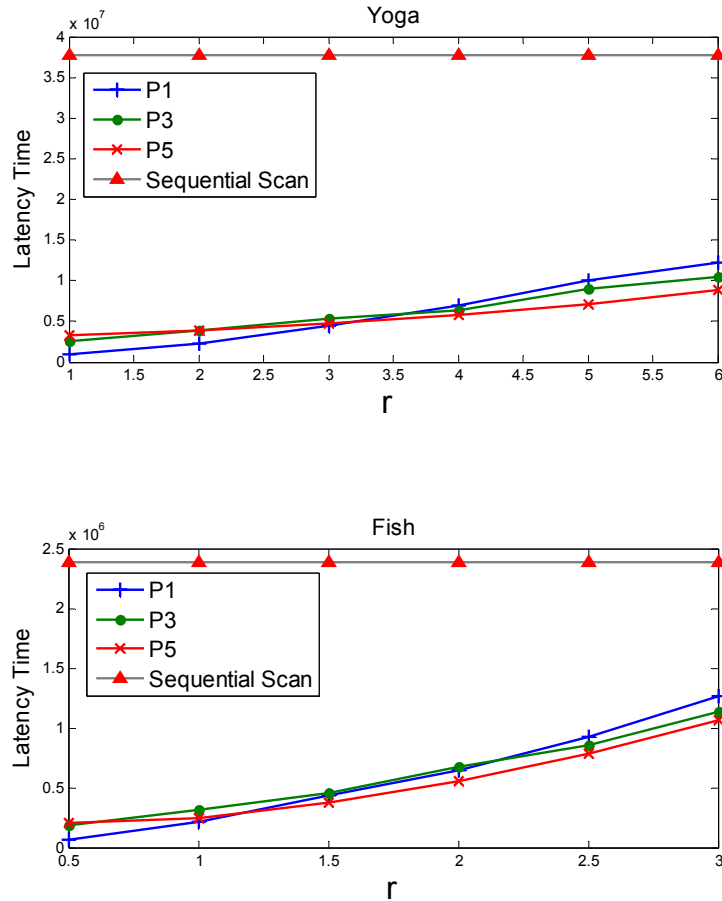 Yoga
x 10^7
4
3.5
3
2.5
2
1.5
1
0.5
0
Latency Time
P1
P3
P5
Sequential Scan
1 1.5 2 2.5 3 3.5 4 4.5 5 5.5 6
r
Fish
x 10^6
2.5
2
1.5
1
0.5
0
Latency Time
P1
P3
P5
Sequential Scan
0.5 1 1.5 2 2.5 3
r